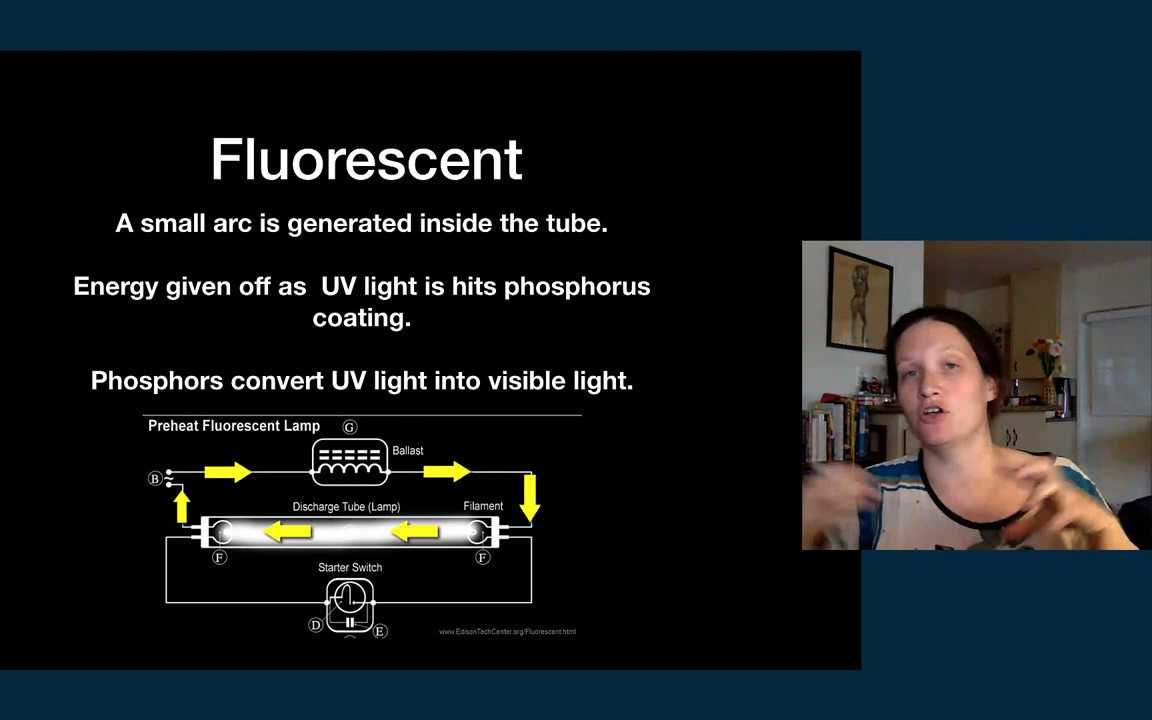 Fluorescent
A small arc is generated inside the tube.
Energy given off as  UV light is hits phosphorus
coating.
Phosphors convert UV light into visible light.
Preheat Fluorescent Lamp
G
Ballast
B
Discharge Tube (Lamp)
Filament
F
F
Starter Switch
D
E
www.EdisonTechCenter.org/Fluorescent.html